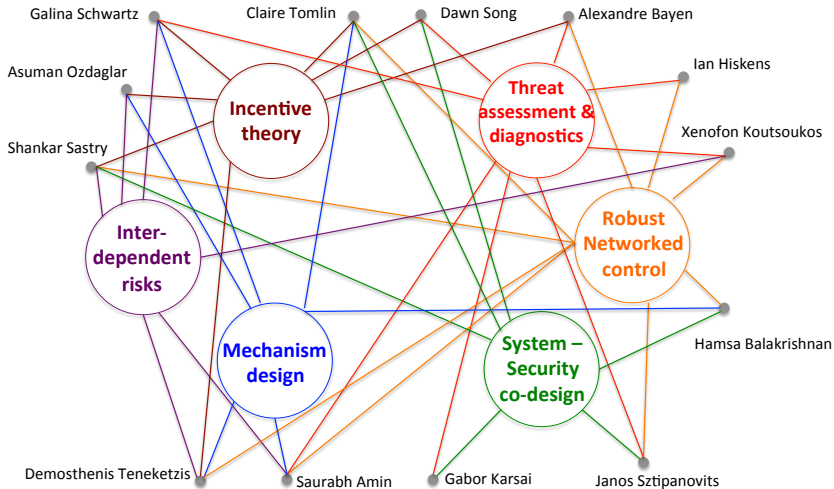 Galina Schwartz
Claire Tomlin
Dawn Song
Alexandre Bayen
Asuman Ozdaglar
Ian Hiskens
Incentive
theory
Threat
assessment &
diagnostics
Shankar Sastry
Xenofon Koutsoukos
Inter-
dependent
risks
Robust
Networked
control
Mechanism
design
System –
Security
co-design
Hamsa Balakrishnan
Demosthenis Teneketzis
Saurabh Amin
Gabor Karsai
Janos Sztipanovits